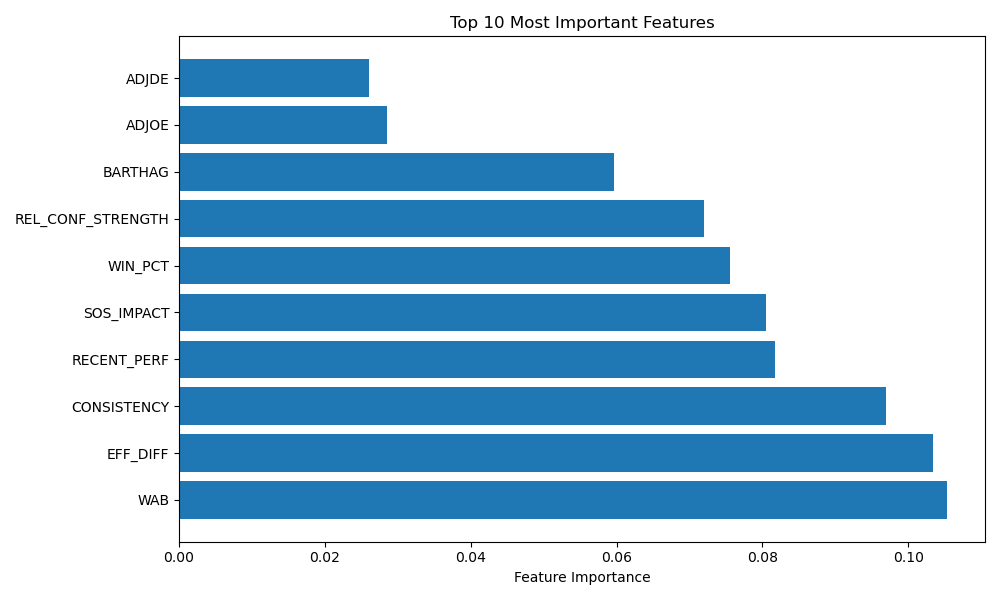 Top 10 Most Important Features
ADJDE
ADJOE
BARTHAG
REL_CONF_STRENGTH
WIN_PCT
SOS_IMPACT
RECENT_PERF
CONSISTENCY
EFF_DIFF
WAB
0.00 0.02 0.04 0.06 0.08 0.10
Feature Importance